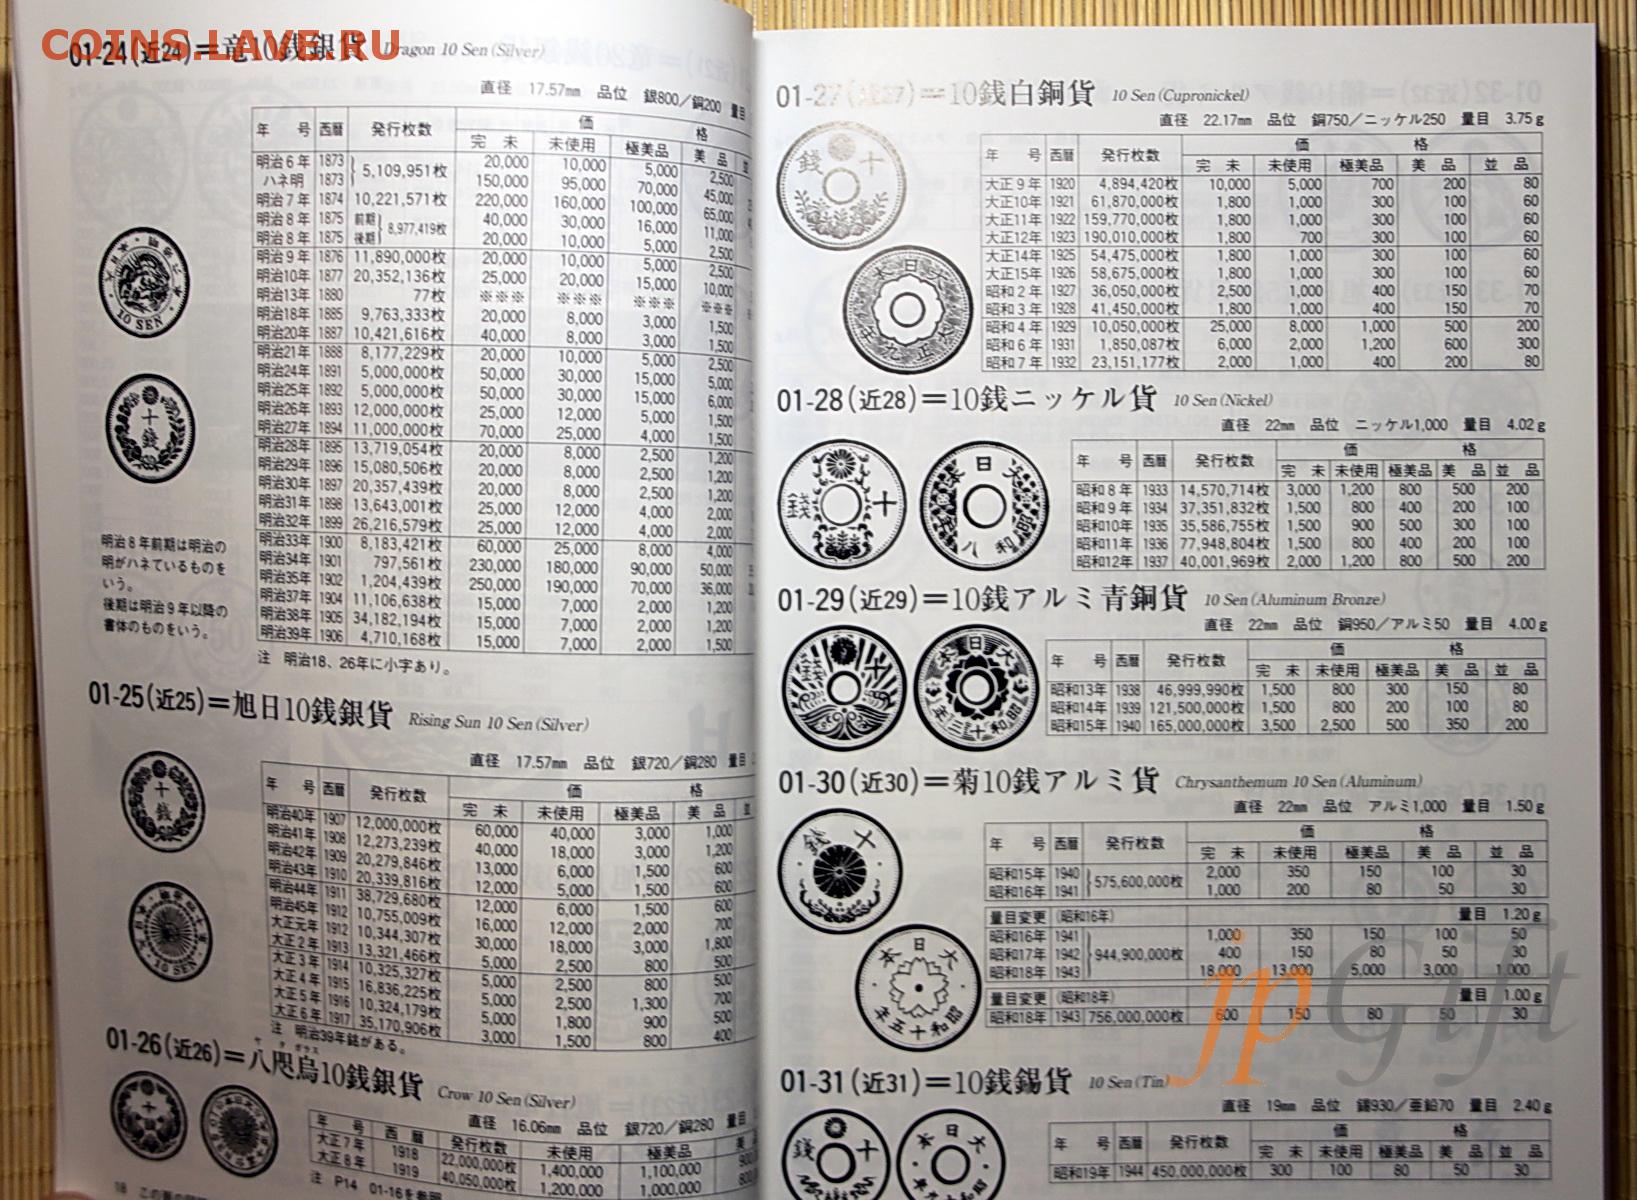 COINS.LAVE.RU
01-24(近24)=竜10銭銀貨 Dragon 10 Sen (Silver)
直径 17.57mm 品位 銀800/銅200 量目
年 号 西暦 発行枚数 価 格
完 未 未使用 極美品 美 品
明治6年 1873 5,109,951枚 20,000 10,000 5,000 2,500
ハネ明 1873 150,000 95,000 70,000 45,000
明治7年 1874 10,221,571枚 220,000 160,000 100,000 65,000
明治8年 1875 前期 8,977,419枚 40,000 30,000 16,000 11,000
明治8年 1875 後期 20,000 10,000 5,000 2,500
明治9年 1876 11,890,000枚 20,000 10,000 5,000 2,500
明治10年 1877 20,352,136枚 25,000 20,000 15,000 10,000
明治13年 1880 77枚 ※※※ ※※※ ※※※ ※※※
明治18年 1885 9,763,333枚 20,000 8,000 3,000 1,500
明治20年 1887 10,421,616枚 40,000 8,000 3,000 1,500
明治21年 1888 8,177,229枚 20,000 10,000 5,000 2,500
明治24年 1891 5,000,000枚 50,000 30,000 15,000 5,000
明治25年 1892 5,000,000枚 50,000 30,000 15,000 6,000
明治26年 1893 12,000,000枚 25,000 12,000 5,000 1,500
明治27年 1894 11,000,000枚 70,000 25,000 4,000 1,500
明治28年 1895 13,719,054枚 20,000 8,000 2,500 1,200
明治29年 1896 15,080,506枚 20,000 8,000 2,500 1,200
明治30年 1897 20,357,439枚 20,000 8,000 2,500 1,200
明治31年 1898 13,643,001枚 25,000 12,000 4,000 2,000
明治32年 1899 26,216,579枚 25,000 12,000 4,000 2,000
明治33年 1900 8,183,421枚 60,000 25,000 8,000 4,000
明治34年 1901 797,561枚 230,000 180,000 90,000 50,000
明治35年 1902 1,204,439枚 250,000 190,000 70,000 36,000
明治37年 1904 11,106,638枚 15,000 7,000 2,000 1,200
明治38年 1905 34,182,194枚 15,000 7,000 2,000 1,200
明治39年 1906 4,710,168枚 15,000 7,000 2,000 1,500
注 明治18、26年に小字あり。
10 SEN
十銭
明治8年前期は明治の
明がハネているものを
いう。
後期は明治9年以降の
書体のものをいう。
01-25(近25)=旭日10銭銀貨 Rising Sun 10 Sen (Silver)
直径 17.57mm 品位 銀720/銅280 量目
年 号 西暦 発行枚数 価 格
完 未 未使用 極美品 美 品
明治40年 1907 12,000,000枚 60,000 40,000 3,000 1,000
明治41年 1908 12,273,239枚 40,000 18,000 3,000 1,200
明治42年 1909 20,279,846枚 13,000 6,000 1,500 600
明治43年 1910 20,339,816枚 12,000 5,000 1,500 600
明治44年 1911 38,729,680枚 12,000 6,000 1,500 600
明治45年 1912 10,755,009枚 16,000 12,000 2,000 700
大正元年 1912 10,344,307枚 30,000 18,000 3,000 1,800
大正2年 1913 13,321,466枚 5,000 2,500 800 500
大正3年 1914 10,325,327枚 5,000 2,500 800 500
大正4年 1915 16,836,225枚 5,000 2,500 1,300 700
大正5年 1916 10,324,179枚 5,000 1,800 900 500
大正6年 1917 35,170,906枚 3,000 1,500 800 400
注 明治39年銘がある。
十銭
10 SEN
01-26(近26)=八咫烏10銭銀貨 Crow 10 Sen (Silver)
ヤタガラス
直径 16.06mm 品位 銀720/銅280 量目
年 号 西 暦 発行枚数 未使用 極美品
大正7年 1918 22,000,000枚 1,400,000 1,100,000
大正8年 1919 40,050,000枚 1,200,000 1,000,000
注 P14 01-16を参照
18
01-27(近27)=10銭白銅貨 10 Sen (Cupronickel)
直径 22.17mm 品位 銅750/ニッケル250 量目 3.75g
年 号 西暦 発行枚数 価 格
完 未 未使用 極美品 美 品 並 品
大正9年 1920 4,894,420枚 10,000 5,000 700 200 80
大正10年 1921 61,870,000枚 1,800 1,000 300 100 60
大正11年 1922 159,770,000枚 1,800 1,000 300 100 60
大正12年 1923 190,010,000枚 1,800 700 300 100 60
大正14年 1925 54,475,000枚 1,800 1,000 300 100 60
大正15年 1926 58,675,000枚 1,800 1,000 300 100 60
昭和2年 1927 36,050,000枚 2,500 1,000 400 150 70
昭和3年 1928 41,450,000枚 1,800 1,000 400 150 70
昭和4年 1929 10,050,000枚 25,000 8,000 1,000 500 200
昭和6年 1931 1,850,087枚 6,000 2,000 1,200 600 300
昭和7年 1932 23,151,177枚 2,000 1,000 400 200 80
01-28(近28)=10銭ニッケル貨 10 Sen (Nickel)
直径 22mm 品位 ニッケル1,000 量目 4.02g
年 号 西暦 発行枚数 価 格
完 未 未使用 極美品 美 品 並 品
昭和8年 1933 14,570,714枚 3,000 1,200 800 500 200
昭和9年 1934 37,351,832枚 1,500 800 400 200 100
昭和10年 1935 35,586,755枚 1,500 900 500 300 100
昭和11年 1936 77,948,804枚 1,500 800 400 200 100
昭和12年 1937 40,001,969枚 2,000 1,200 800 500 200
01-29(近29)=10銭アルミ青銅貨 10 Sen (Aluminum Bronze)
直径 22mm 品位 銅950/アルミ50 量目 4.00g
年 号 西暦 発行枚数 価 格
完 未 未使用 極美品 美 品 並 品
昭和13年 1938 46,999,990枚 1,500 800 300 150 80
昭和14年 1939 121,500,000枚 1,500 800 200 100 80
昭和15年 1940 165,000,000枚 3,500 2,500 500 350 200
01-30(近30)=菊10銭アルミ貨 Chrysanthemum 10 Sen (Aluminum)
直径 22mm 品位 アルミ1,000 量目 1.50g
年 号 西暦 発行枚数 価 格
完 未 未使用 極美品 美 品 並 品
昭和15年 1940 575,600,000枚 2,000 350 150 100 30
昭和16年 1941 1,000 200 80 50 30
量目変更 (昭和16年) 量目 1.20g
昭和16年 1941 944,900,000枚 1,000 350 150 100 50
昭和17年 1942 400 150 80 50 30
昭和18年 1943 18,000 13,000 5,000 3,000 1,000
量目変更 (昭和18年) 量目 1.00g
昭和18年 1943 756,000,000枚 600 150 80 50 30
jpGift
01-31(近31)=10銭錫貨 10 Sen (Tin)
直径 19mm 品位 錫930/亜鉛70 量目 2.40g
年 号 西暦 発行枚数 価 格
完 未 未使用 極美品 美 品 並 品
昭和19年 1944 450,000,000枚 300 100 80 50 30